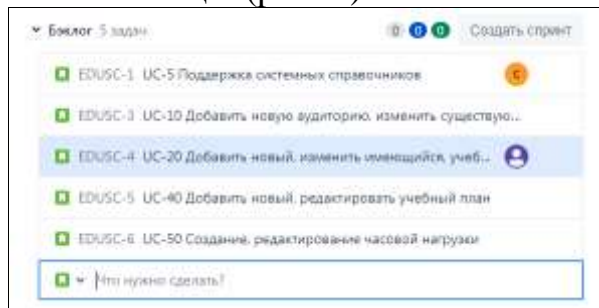 Бэклог 5 задач 0 0 0 Создать спринт
EDUSC-1 UC-5 Поддержка системных справочников С
EDUSC-3 UC-10 Добавить новую аудиторию, изменить существую...
EDUSC-4 UC-20 Добавить новый, изменить имеющийся, учеб...
EDUSC-5 UC-40 Добавить новый, редактировать учебный план
EDUSC-6 UC-50 Создание, редактирование часовой нагрузки
Что нужно сделать?